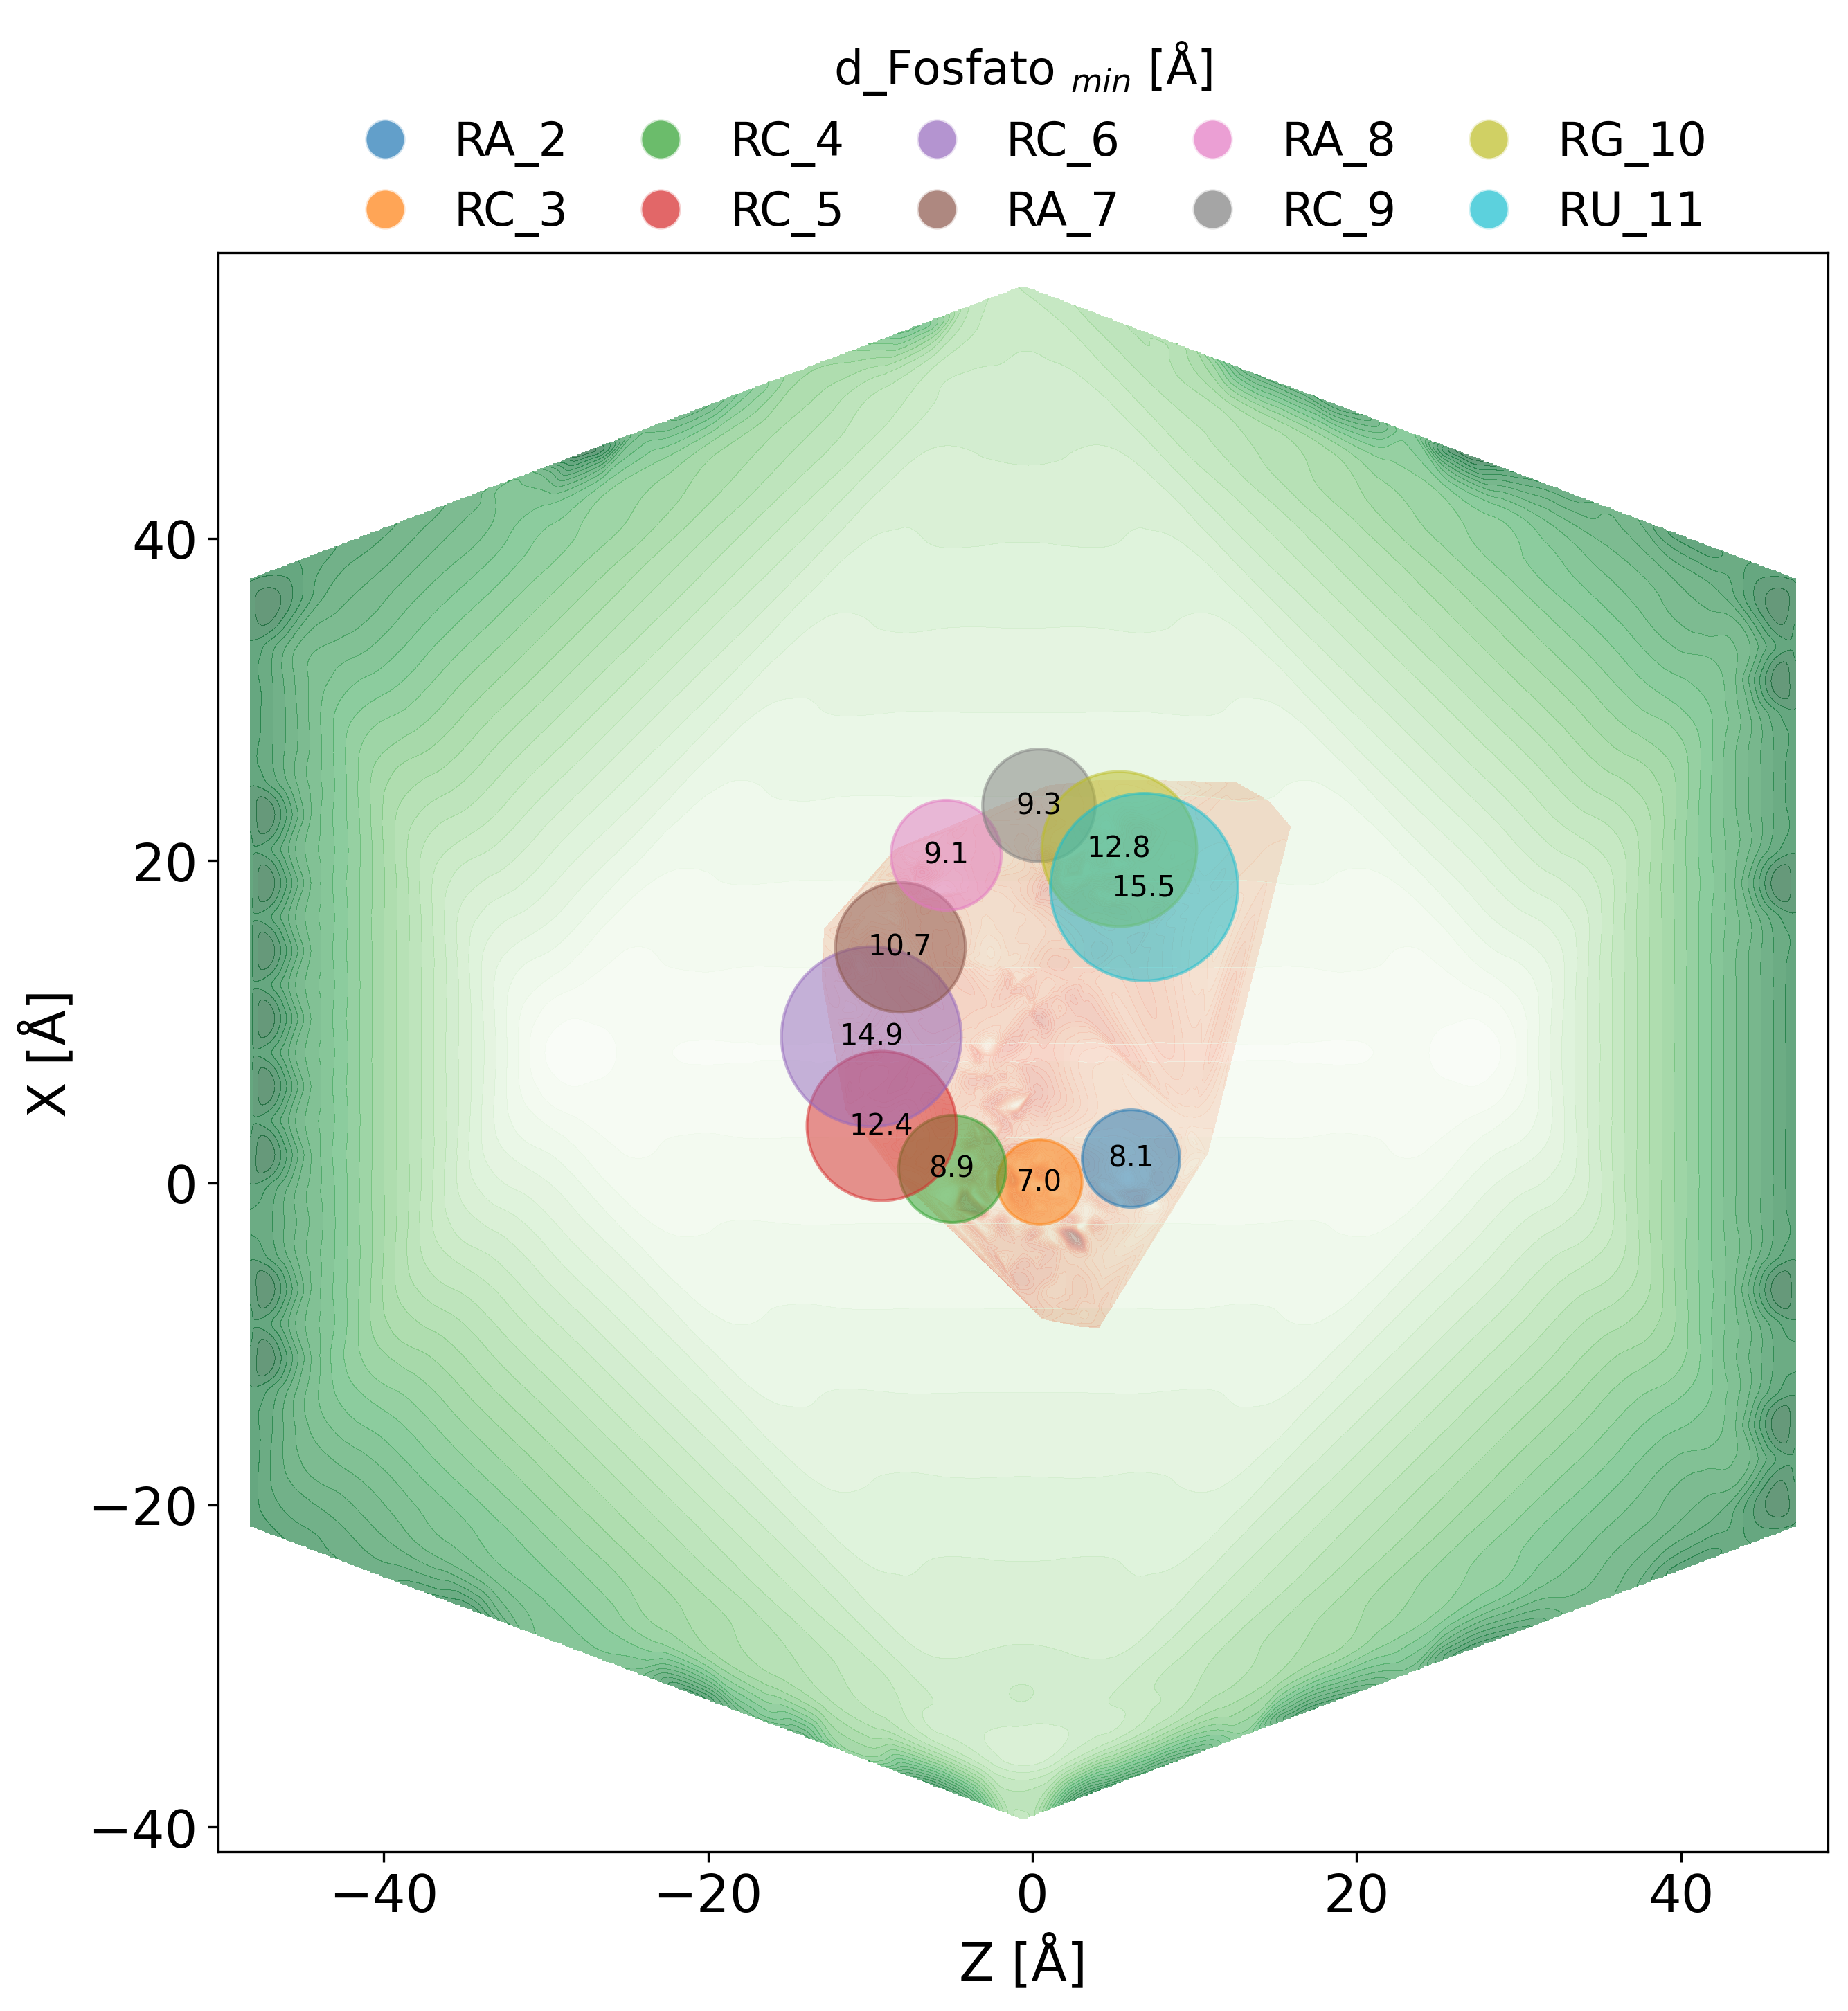 d_Fosfato min [Å]
RA_2 RC_4 RC_6 RA_8 RG_10
RC_3 RC_5 RA_7 RC_9 RU_11
40
20
0
−20
−40
X [Å]
9.3
12.8
9.1
15.5
10.7
14.9
12.4
8.1
8.9
7.0
−40 −20 0 20 40
Z [Å]